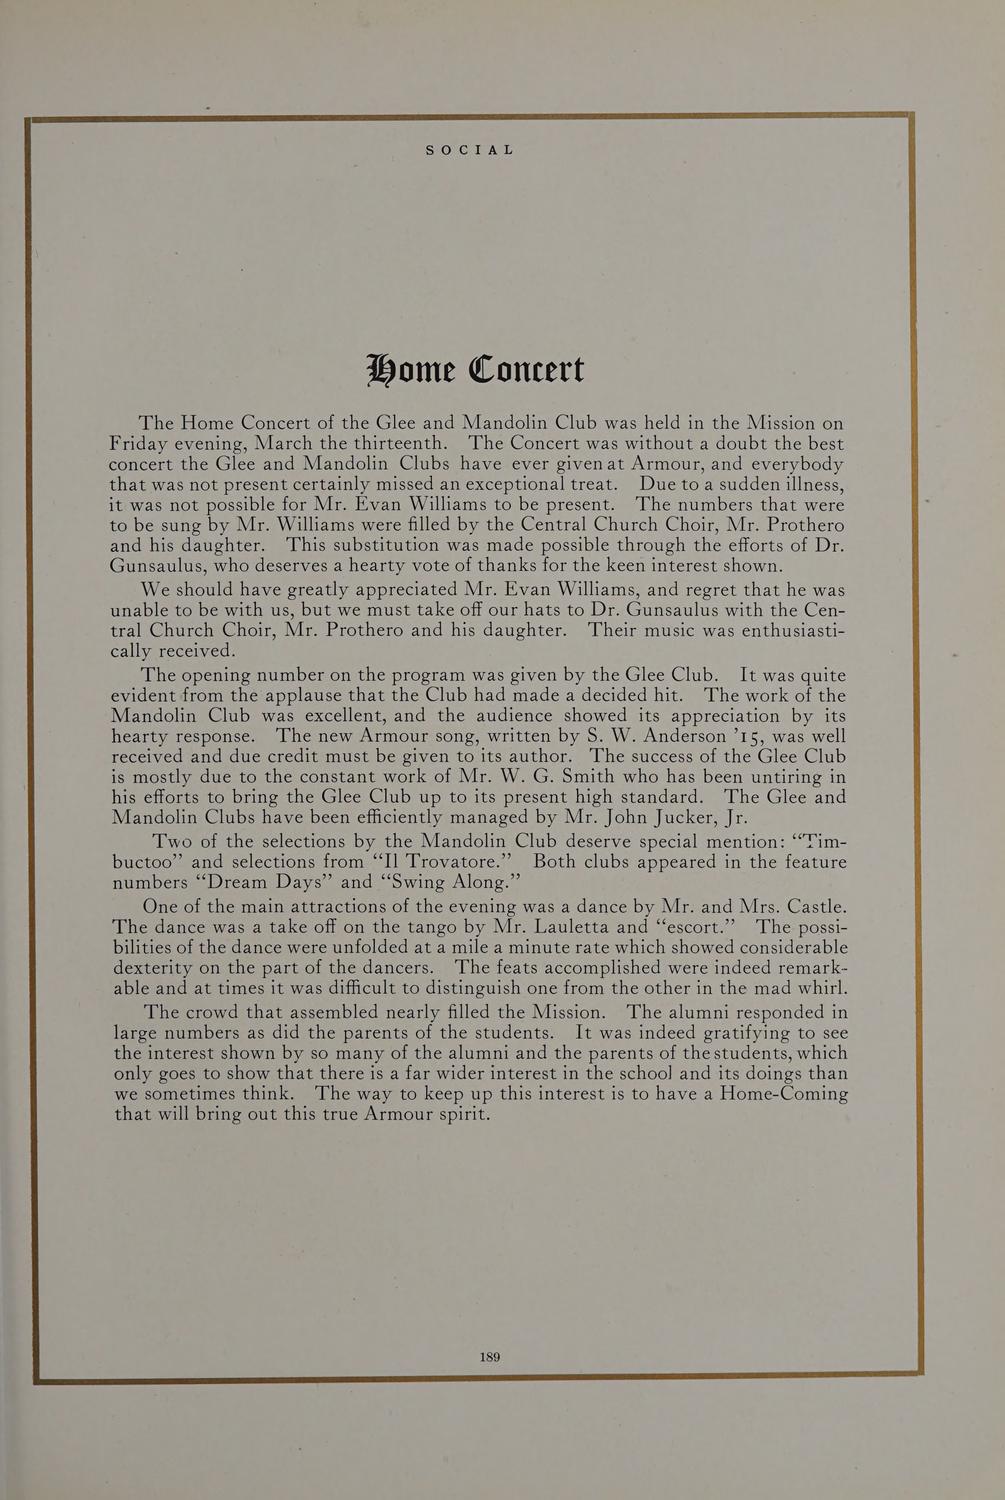 SOCIAL
Home Concert
The Home Concert of the Glee and Mandolin Club was held in the Mission on
Friday evening, March the thirteenth. The Concert was without a doubt the best
concert the Glee and Mandolin Clubs have ever given at Armour, and everybody
that was not present certainly missed an exceptional treat. Due to a sudden illness,
it was not possible for Mr. Evan Williams to be present. The numbers that were
to be sung by Mr. Williams were filled by the Central Church Choir, Mr. Prothero
and his daughter. This substitution was made possible through the efforts of Dr.
Gunsaulus, who deserves a hearty vote of thanks for the keen interest shown.
We should have greatly appreciated Mr. Evan Williams, and regret that he was
unable to be with us, but we must take off our hats to Dr. Gunsaulus with the Cen-
tral Church Choir, Mr. Prothero and his daughter. Their music was enthusiasti-
cally received.
The opening number on the program was given by the Glee Club. It was quite
evident from the applause that the Club had made a decided hit. The work of the
Mandolin Club was excellent, and the audience showed its appreciation by its
hearty response. The new Armour song, written by S. W. Anderson ’15, was well
received and due credit must be given to its author. The success of the Glee Club
is mostly due to the constant work of Mr. W. G. Smith who has been untiring in
his efforts to bring the Glee Club up to its present high standard. The Glee and
Mandolin Clubs have been efficiently managed by Mr. John Jucker, Jr.
Two of the selections by the Mandolin Club deserve special mention: “Tim-
buctoo” and selections from “Il Trovatore.” Both clubs appeared in the feature
numbers “Dream Days” and “Swing Along.”
One of the main attractions of the evening was a dance by Mr. and Mrs. Castle.
The dance was a take off on the tango by Mr. Lauletta and “escort.” The possi-
bilities of the dance were unfolded at a mile a minute rate which showed considerable
dexterity on the part of the dancers. The feats accomplished were indeed remark-
able and at times it was difficult to distinguish one from the other in the mad whirl.
The crowd that assembled nearly filled the Mission. The alumni responded in
large numbers as did the parents of the students. It was indeed gratifying to see
the interest shown by so many of the alumni and the parents of the students, which
only goes to show that there is a far wider interest in the school and its doings than
we sometimes think. The way to keep up this interest is to have a Home-Coming
that will bring out this true Armour spirit.
189